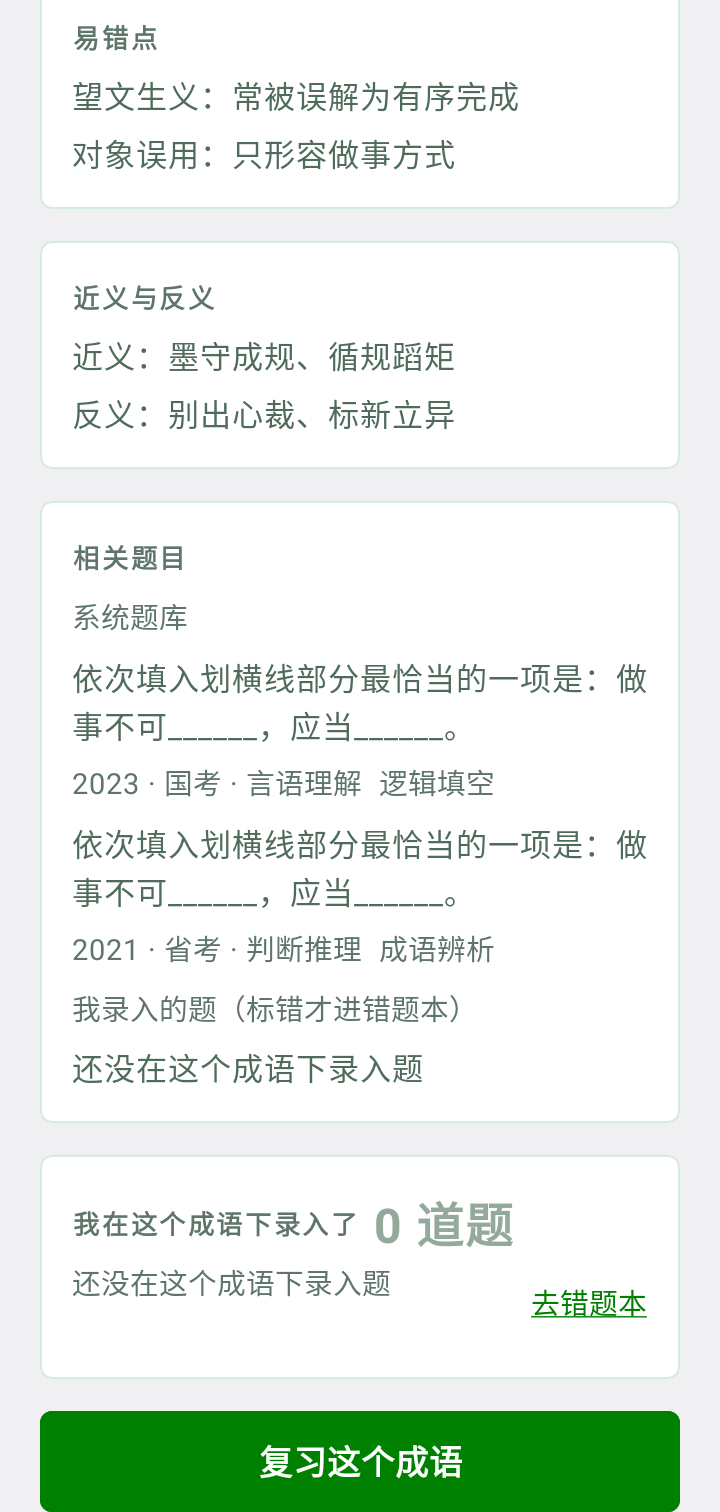 易错点
望文生义：常被误解为有序完成
对象误用：只形容做事方式
近义与反义
近义：墨守成规、循规蹈矩
反义：别出心裁、标新立异
相关题目
系统题库
依次填入划横线部分最恰当的一项是：做
事不可______，应当______。
2023 · 国考 · 言语理解 逻辑填空
依次填入划横线部分最恰当的一项是：做
事不可______，应当______。
2021 · 省考 · 判断推理 成语辨析
我录入的题（标错才进错题本）
还没在这个成语下录入题
我在这个成语下录入了 0 道题
还没在这个成语下录入题
去错题本
复习这个成语